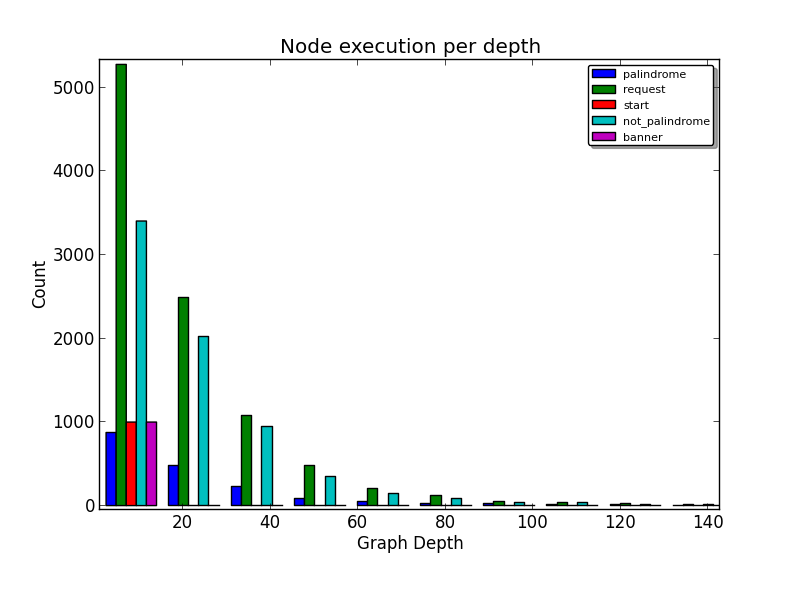 Node execution per depth
palindrome
request
start
not_palindrome
banner
Count
5000
4000
3000
2000
1000
0
20 40 60 80 100 120 140
Graph Depth